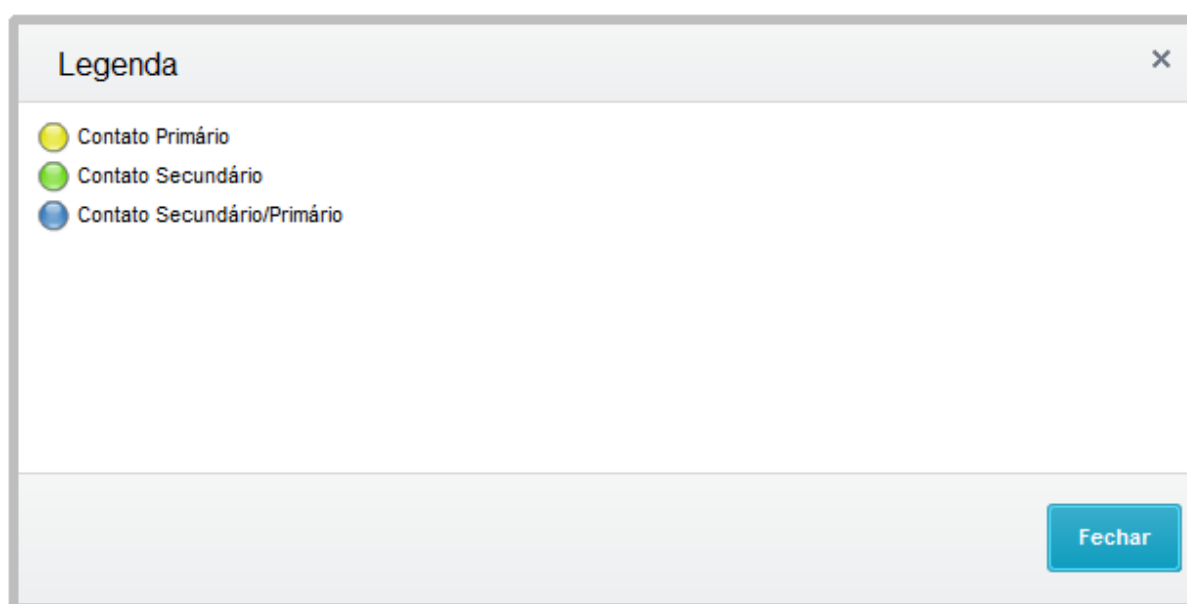 Legenda
Contato Primário
Contato Secundário
Contato Secundário/Primário
Fechar